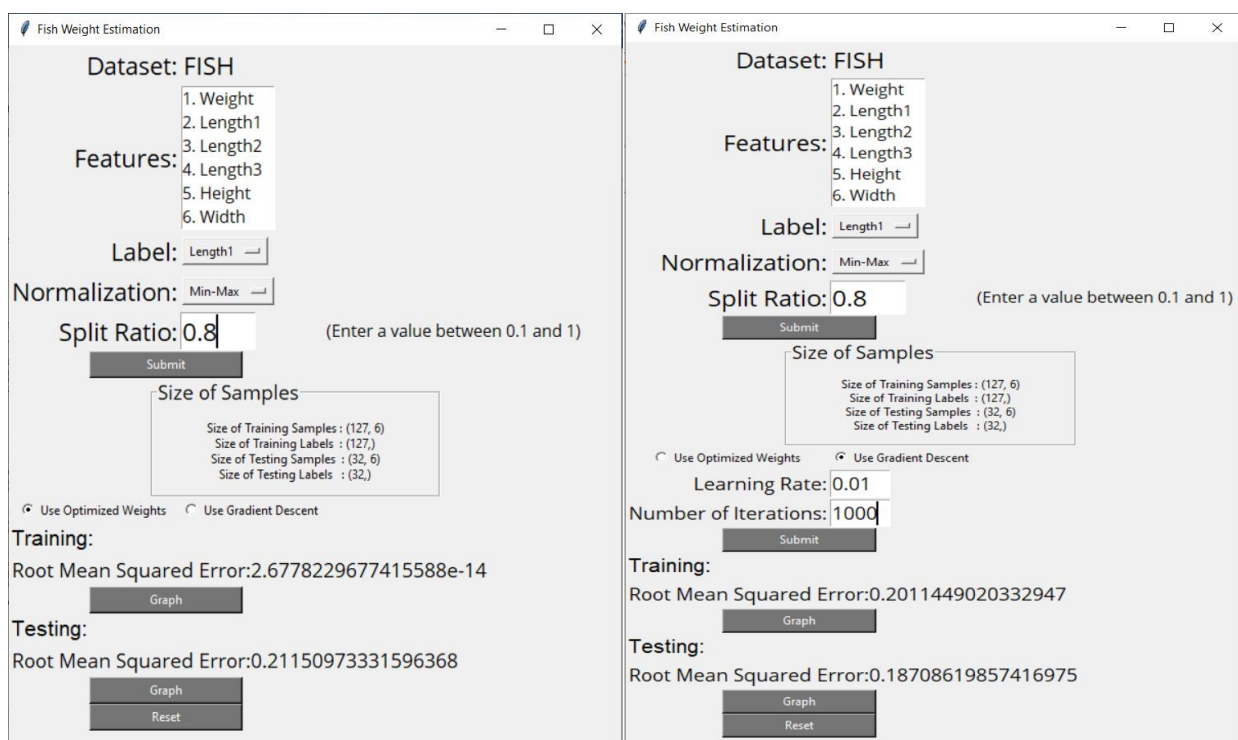 Fish Weight Estimation
Dataset: FISH
Features:
1. Weight
2. Length1
3. Length2
4. Length3
5. Height
6. Width
Label: Length1
Normalization: Min-Max
Split Ratio: 0.8 (Enter a value between 0.1 and 1)
Submit
Size of Samples
Size of Training Samples : (127, 6)
Size of Training Labels : (127,)
Size of Testing Samples : (32, 6)
Size of Testing Labels : (32,)
Use Optimized Weights Use Gradient Descent
Training:
Root Mean Squared Error:2.6778229677415588e-14
Graph
Testing:
Root Mean Squared Error:0.21150973331596368
Graph
Reset
Fish Weight Estimation
Dataset: FISH
Features:
1. Weight
2. Length1
3. Length2
4. Length3
5. Height
6. Width
Label: Length1
Normalization: Min-Max
Split Ratio: 0.8 (Enter a value between 0.1 and 1)
Submit
Size of Samples
Size of Training Samples : (127, 6)
Size of Training Labels : (127,)
Size of Testing Samples : (32, 6)
Size of Testing Labels : (32,)
Use Optimized Weights Use Gradient Descent
Learning Rate: 0.01
Number of Iterations: 1000
Submit
Training:
Root Mean Squared Error:0.2011449020332947
Graph
Testing:
Root Mean Squared Error:0.18708619857416975
Graph
Reset